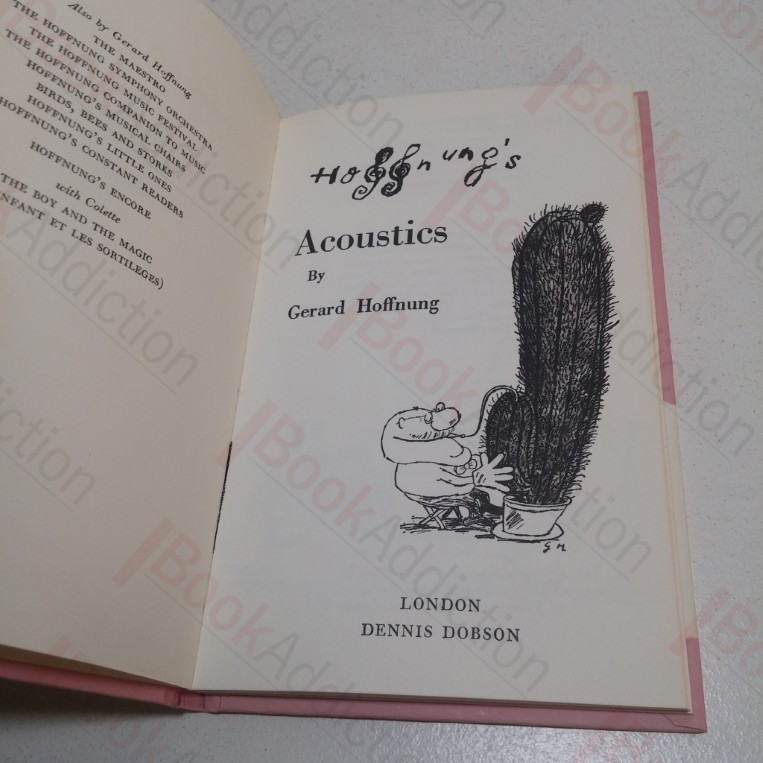 Also by Gerard Hoffnung
THE MAESTRO
THE HOFFNUNG SYMPHONY ORCHESTRA
THE HOFFNUNG MUSIC FESTIVAL
THE HOFFNUNG COMPANION TO MUSIC
HOFFNUNG'S MUSICAL CHAIRS
BIRDS, BEES AND STORKS
HOFFNUNG'S LITTLE ONES
HOFFNUNG'S CONSTANT READERS
HOFFNUNG'S ENCORE
with Colette
THE BOY AND THE MAGIC
ENFANT ET LES SORTILEGES)
Hoffnung's
Acoustics
By
Gerard Hoffnung
GH
LONDON
DENNIS DOBSON
BookAddiction